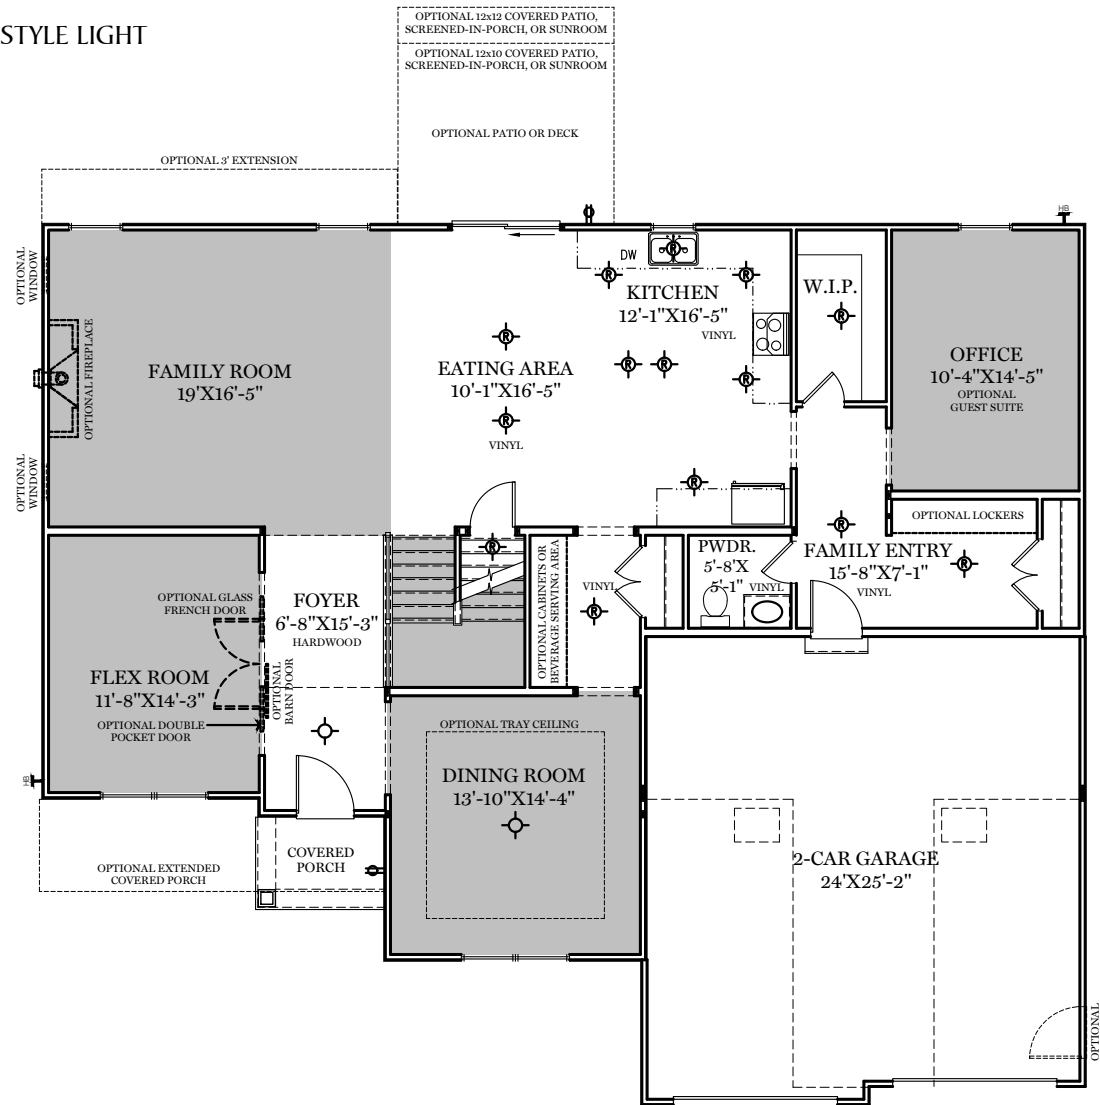 STYLE LIGHT
OPTIONAL 12x12 COVERED PATIO,
SCREENED-IN-PORCH, OR SUNROOM
OPTIONAL 12x10 COVERED PATIO,
SCREENED-IN-PORCH, OR SUNROOM
OPTIONAL PATIO OR DECK
OPTIONAL 3' EXTENSION
HB
OPTIONAL
WINDOW
OPTIONAL FIREPLACE
OPTIONAL
WINDOW
FAMILY ROOM
19'X16'-5"
EATING AREA
10'-1"X16'-5"
VINYL
R
R
DW
R
R
R
KITCHEN
12'-1"X16'-5"
VINYL
R
R
R
R
W.I.P.
R
OFFICE
10'-4"X14'-5"
OPTIONAL
GUEST SUITE
OPTIONAL LOCKERS
R
FAMILY ENTRY
15'-8"X7'-1"
VINYL
R
PWDR.
5'-8"X
5'-1"
VINYL
R
VINYL
R
OPTIONAL CABINETS OR
BEVERAGE SERVING AREA
FOYER
6'-8"X15'-3"
HARDWOOD
OPTIONAL GLASS
FRENCH DOOR
FLEX ROOM
11'-8"X14'-3"
OPTIONAL DOUBLE
POCKET DOOR
OPTIONAL
BARN DOOR
OPTIONAL TRAY CEILING
DINING ROOM
13'-10"X14'-4"
HB
OPTIONAL EXTENDED
COVERED PORCH
COVERED
PORCH
2-CAR GARAGE
24'X25'-2"
OPTIONAL